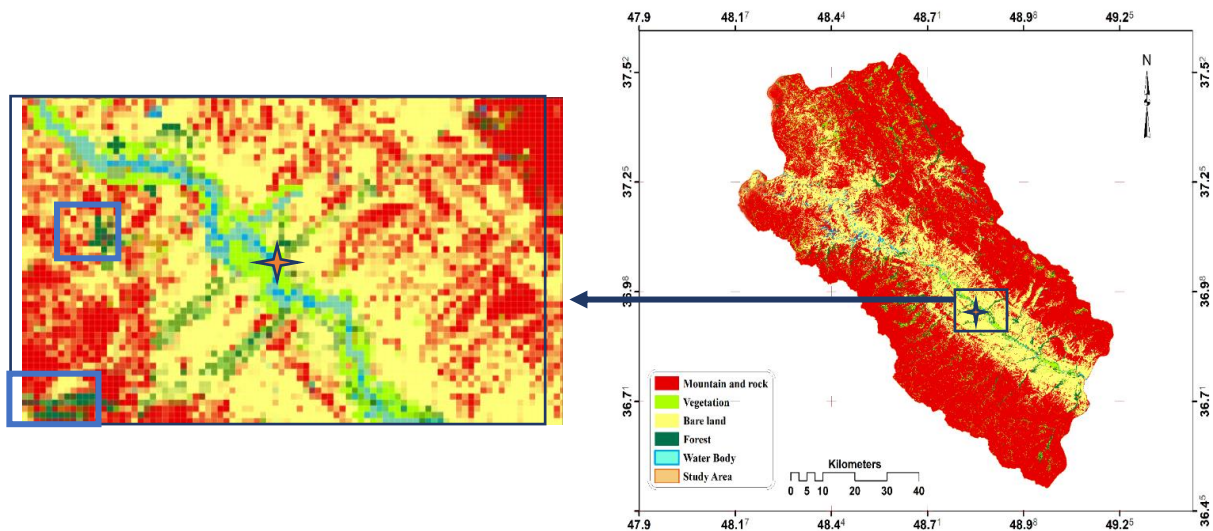 47.9 48.1⁷ 48.4⁴ 48.7¹ 48.9⁸ 49.2⁵
N
37.5² 37.5²
37.2⁵ 37.2⁵
36.9⁸ 36.9⁸
36.7¹ 36.7¹
36.4⁵
Mountain and rock
Vegetation
Bare land
Forest
Water Body
Study Area
Kilometers
0 5 10 20 30 40
47.9 48.1⁷ 48.4⁴ 48.7¹ 48.9⁸ 49.2⁵